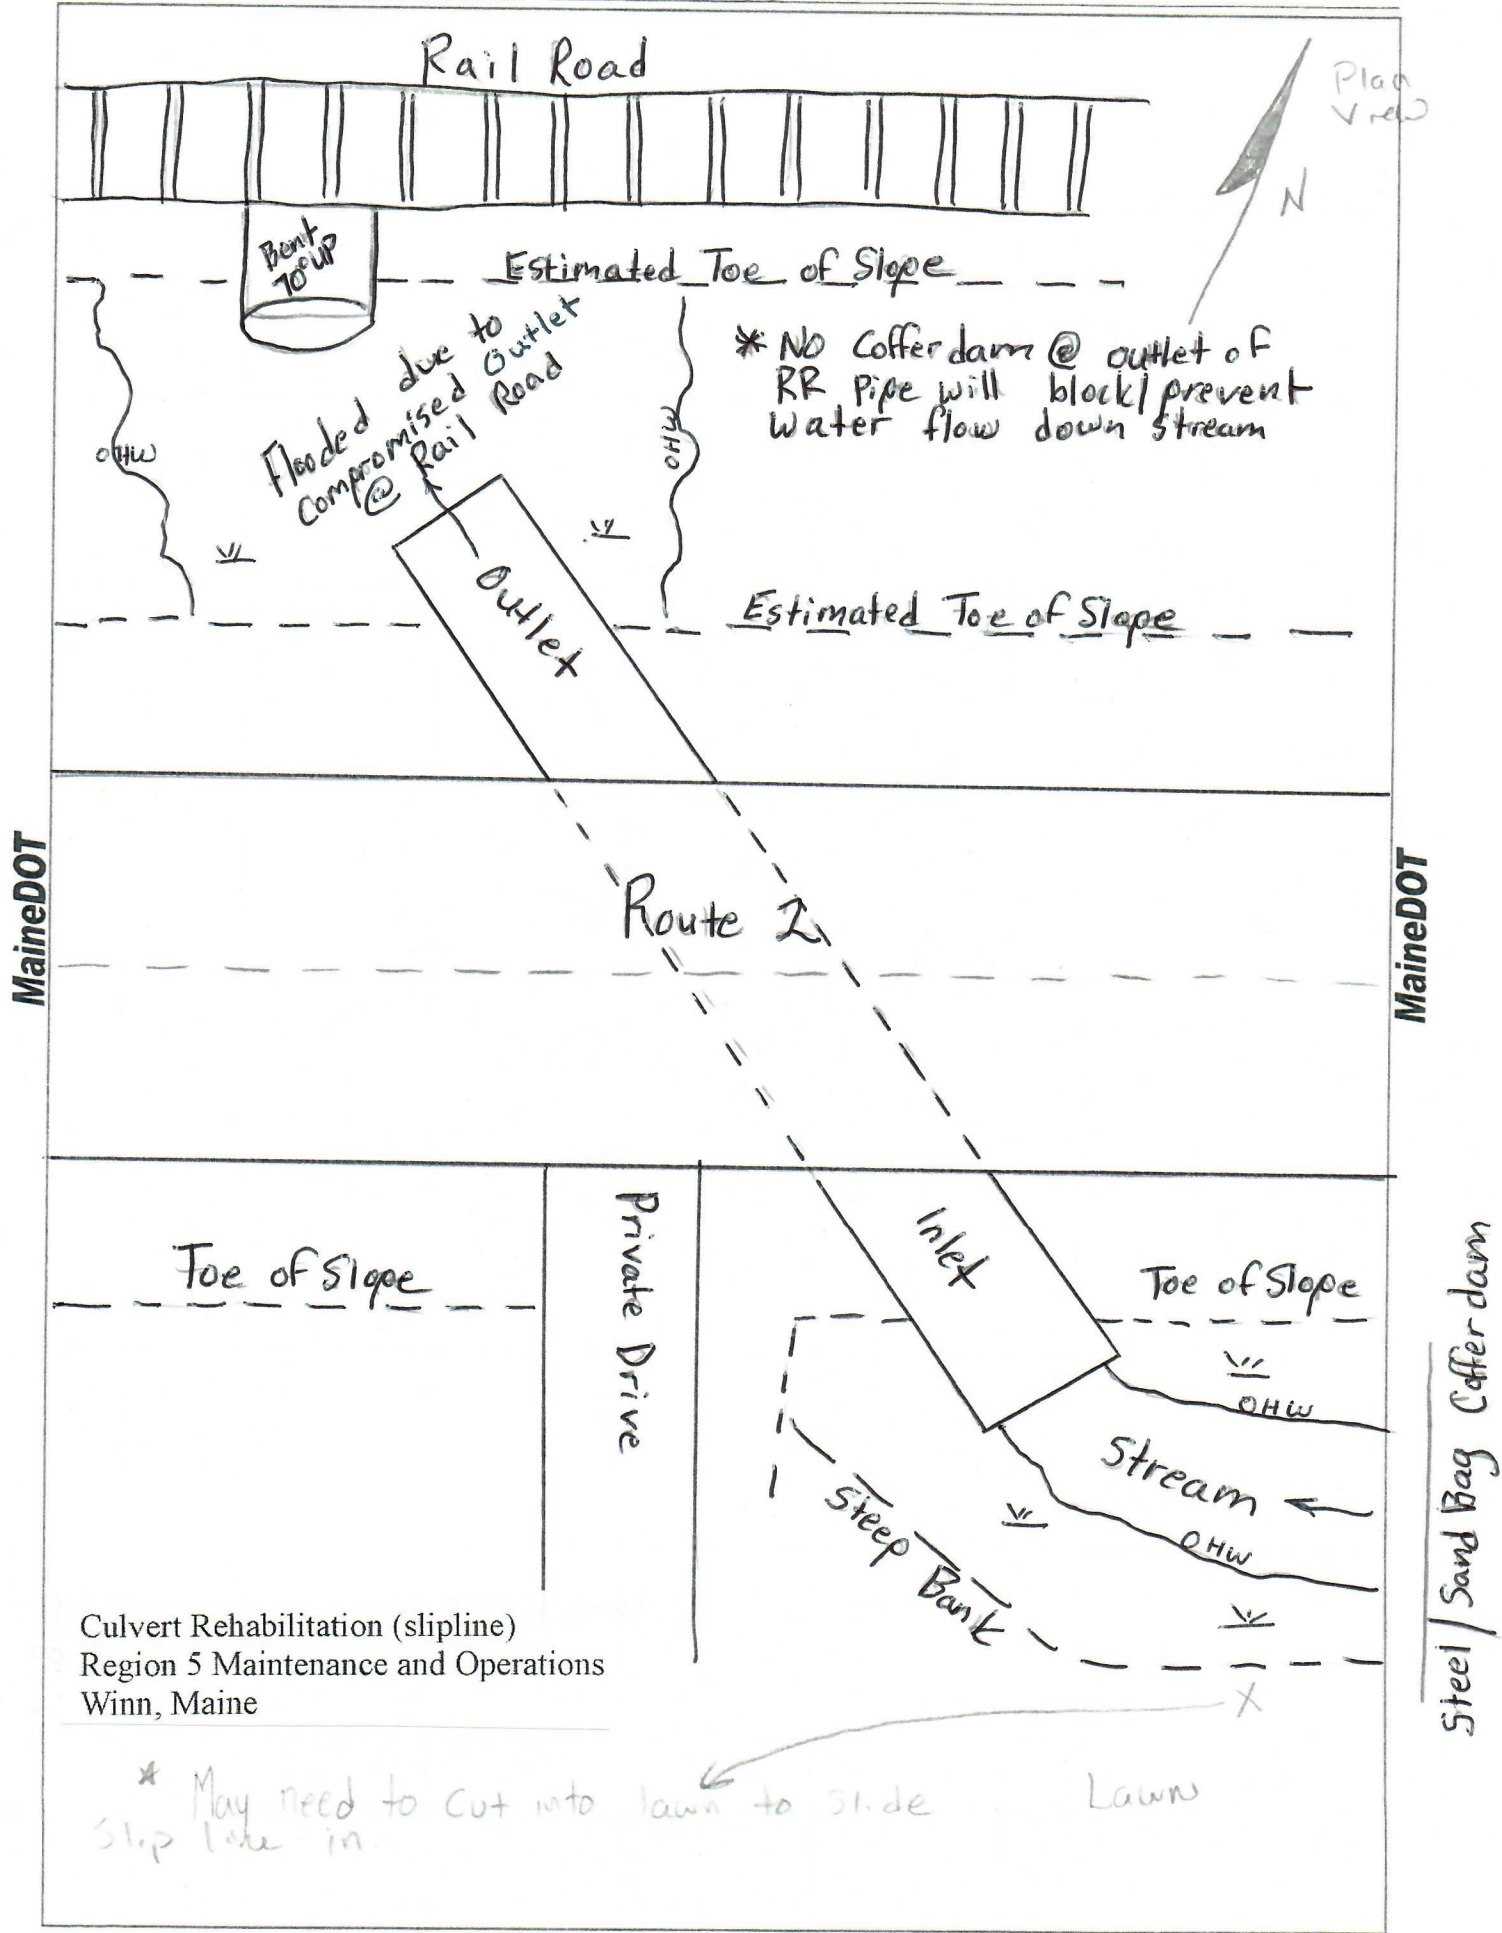 Rail Road
Plan
View
N
Bent
70° up
Estimated Toe of Slope
Flooded due to
Compromised Outlet
@ Rail Road
* No Cofferdam @ outlet of
RR Pipe will block/prevent
water flow down stream
OHW
OHW
Outlet
Estimated Toe of Slope
MaineDOT
MaineDOT
Route 2
Private Drive
Inlet
Toe of Slope
Toe of Slope
OHW
Stream
OHW
Steep Bank
Steel/Sand Bag Coffer dam
Culvert Rehabilitation (slipline)
Region 5 Maintenance and Operations
Winn, Maine
X
* May need to cut into lawn to slide
Slip line in.
Lawn